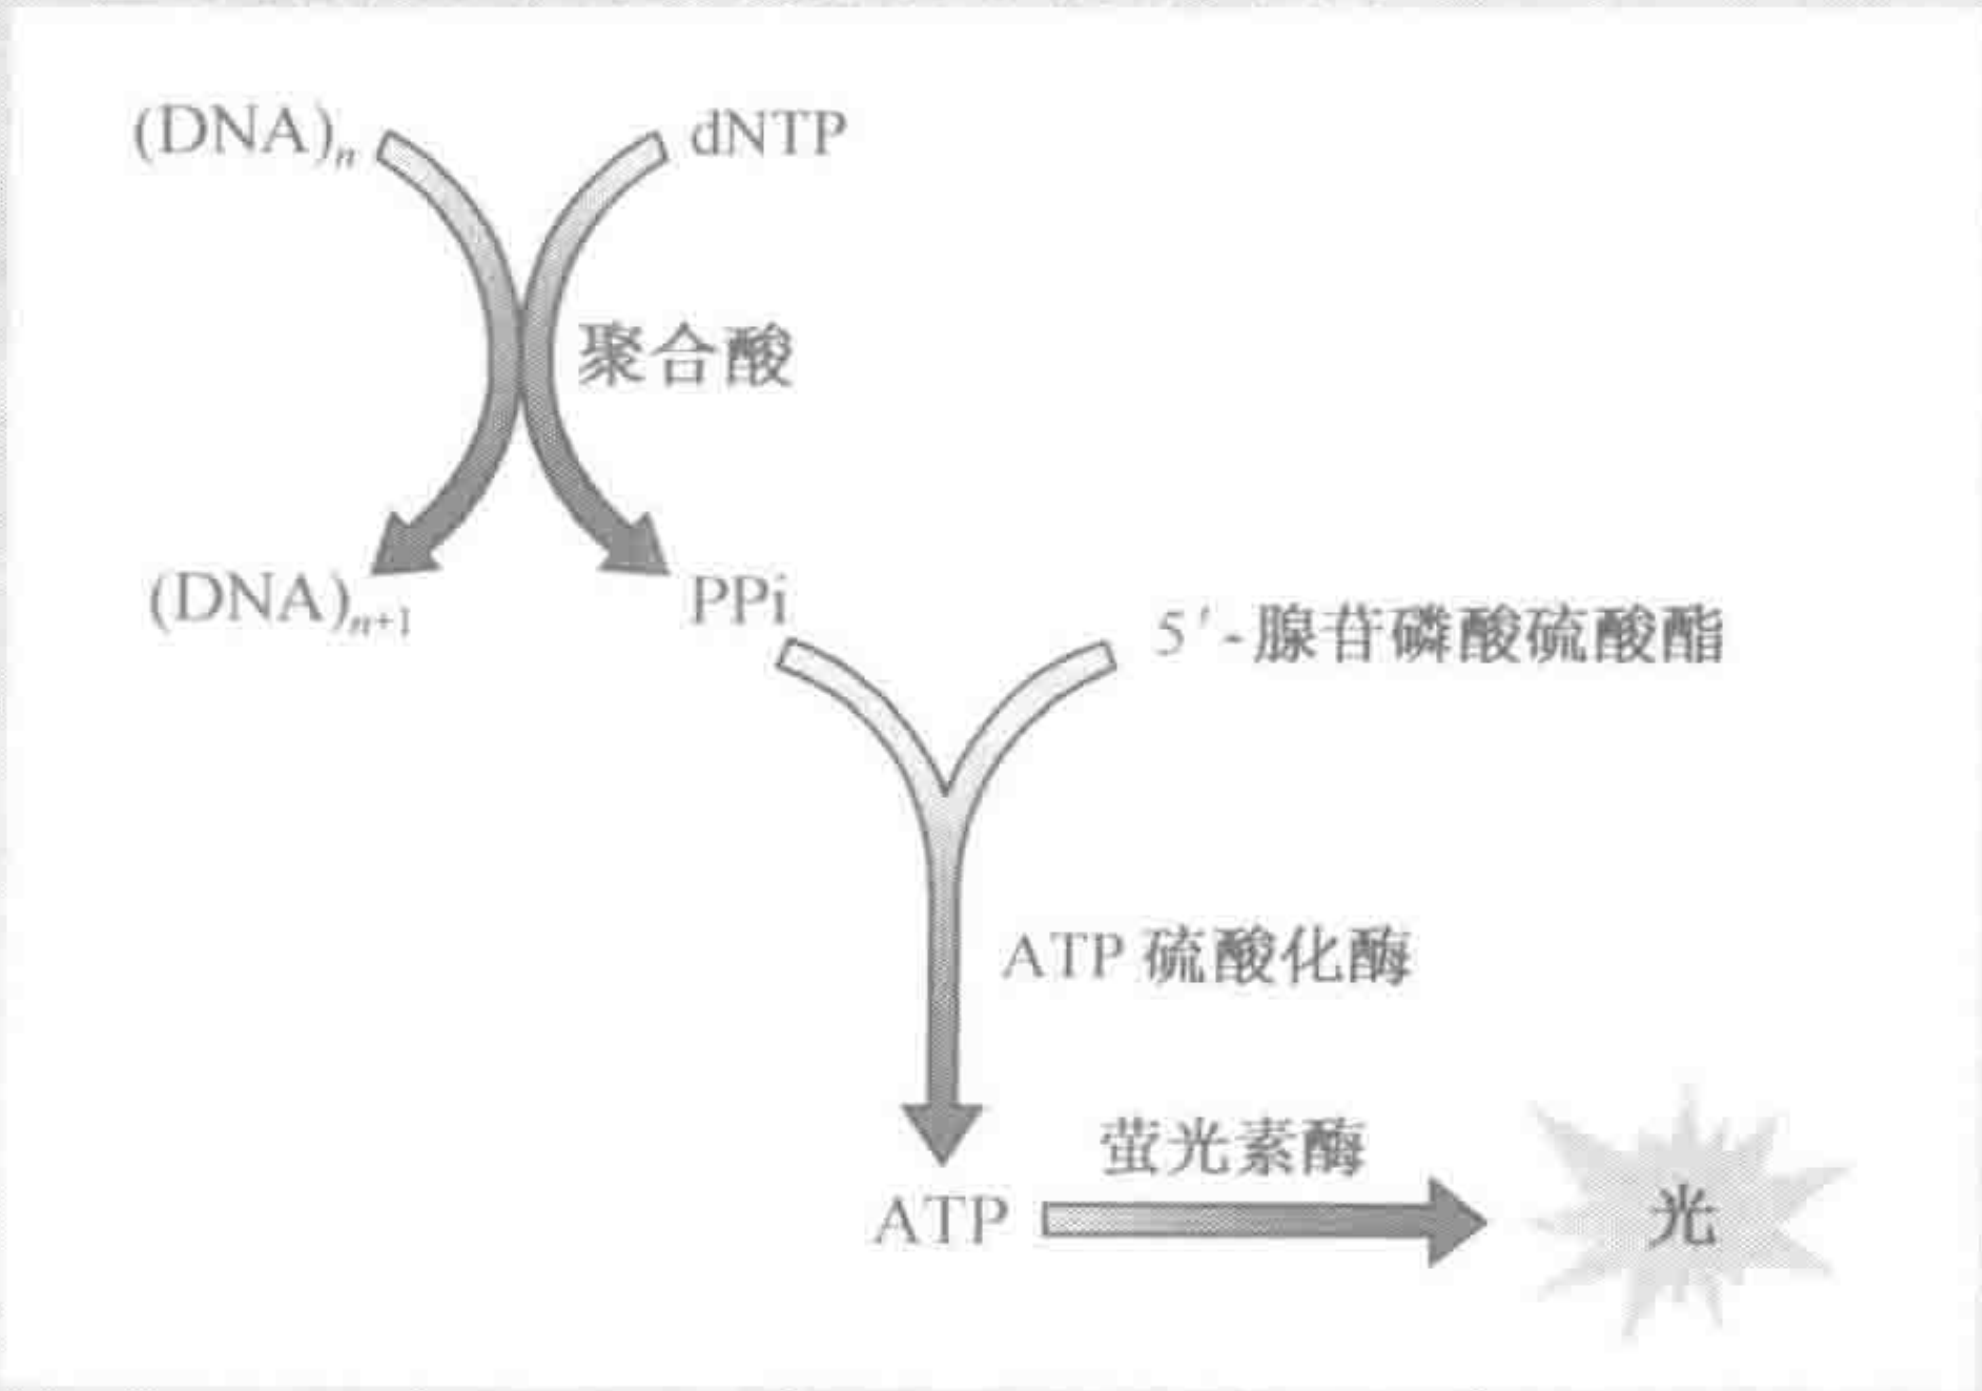 (DNA)n dNTP
聚合酸
(DNA)n+1 PPi
5′-腺苷磷酸硫酸酯
ATP 硫酸化酶
萤光素酶
ATP
光